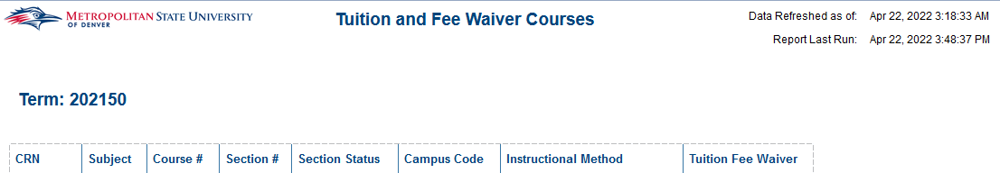 METROPOLITAN STATE UNIVERSITY
OF DENVER
Tuition and Fee Waiver Courses
Data Refreshed as of: Apr 22, 2022 3:18:33 AM
Report Last Run: Apr 22, 2022 3:48:37 PM
Term: 202150
CRN Subject Course # Section # Section Status Campus Code Instructional Method Tuition Fee Waiver